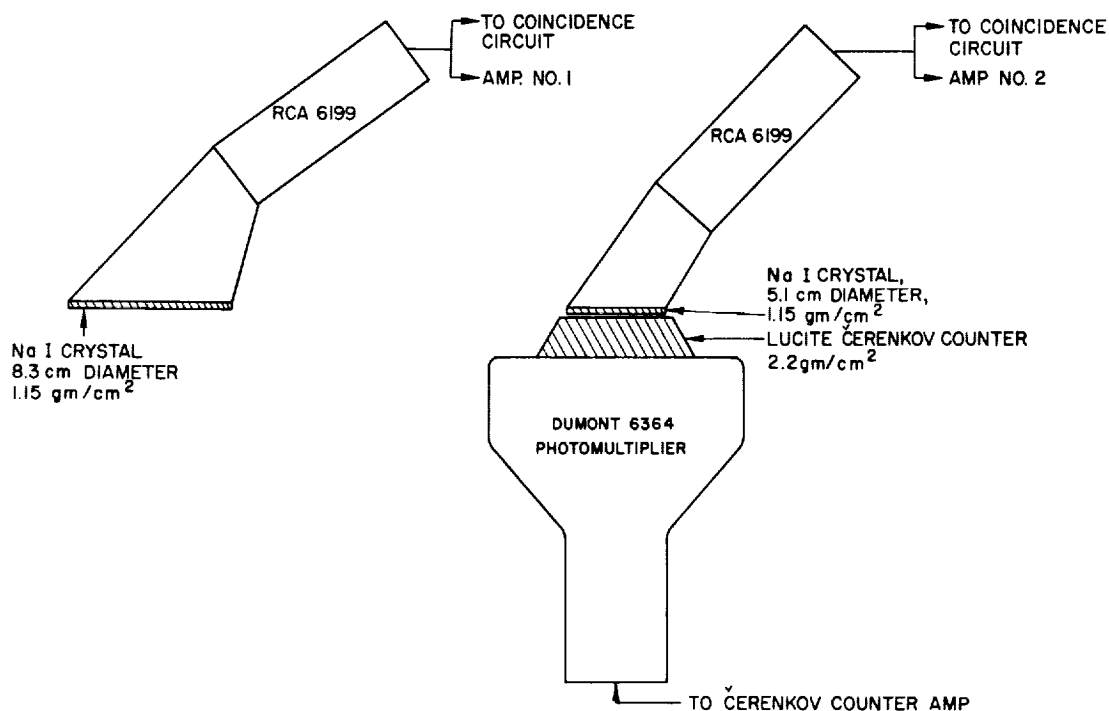 TO COINCIDENCE
CIRCUIT
AMP. NO. 1
RCA 6199
Na I CRYSTAL
8.3 cm DIAMETER
1.15 gm/cm²
TO COINCIDENCE
CIRCUIT
AMP NO. 2
RCA 6199
Na I CRYSTAL,
5.1 cm DIAMETER,
1.15 gm/cm²
LUCITE ČERENKOV COUNTER
2.2gm/cm²
DUMONT 6364
PHOTOMULTIPLIER
TO ČERENKOV COUNTER AMP